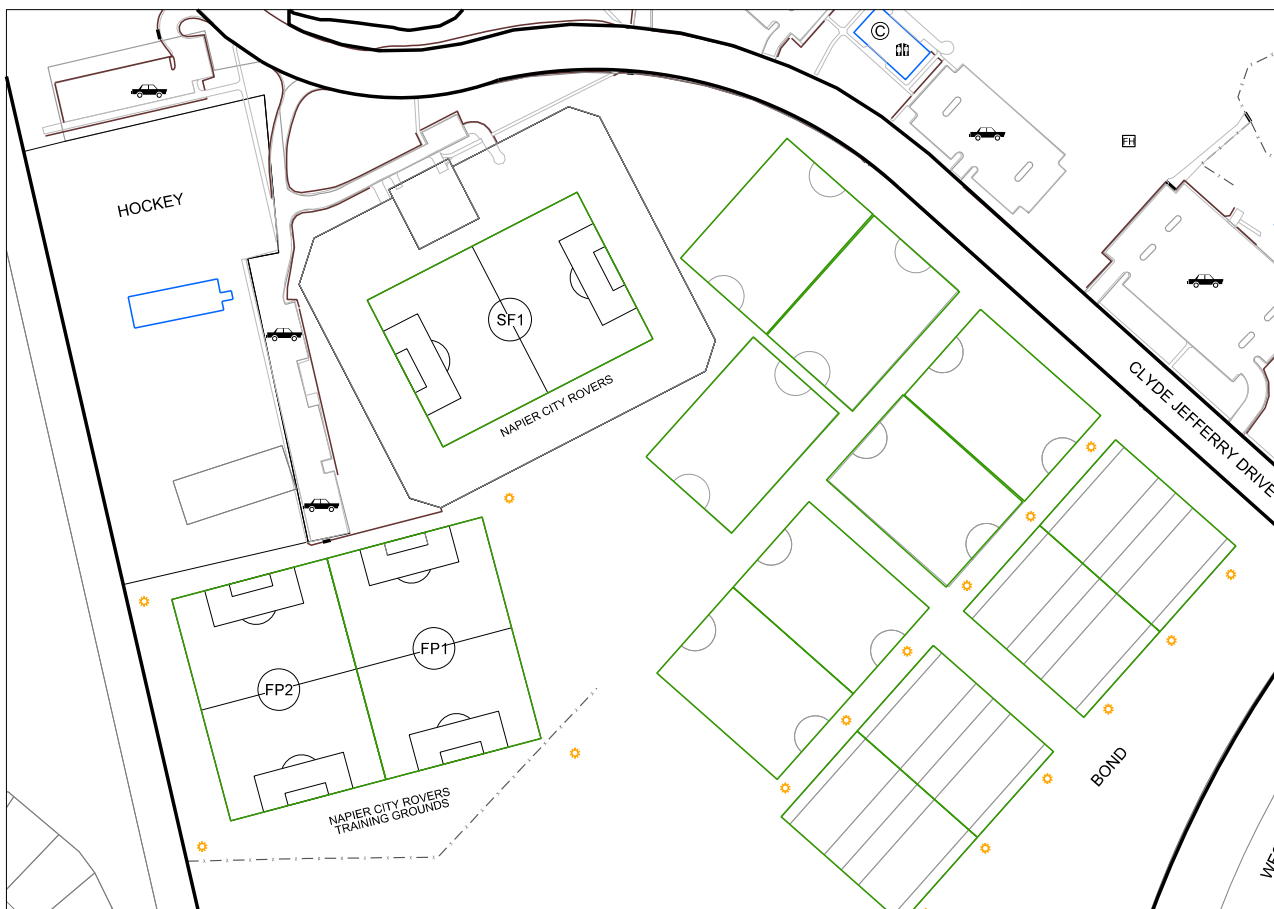 C
FH
HOCKEY
SF1
NAPIER CITY ROVERS
CLYDE JEFFERRY DRIVE
FP1
FP2
BOND
NAPIER CITY ROVERS
TRAINING GROUNDS